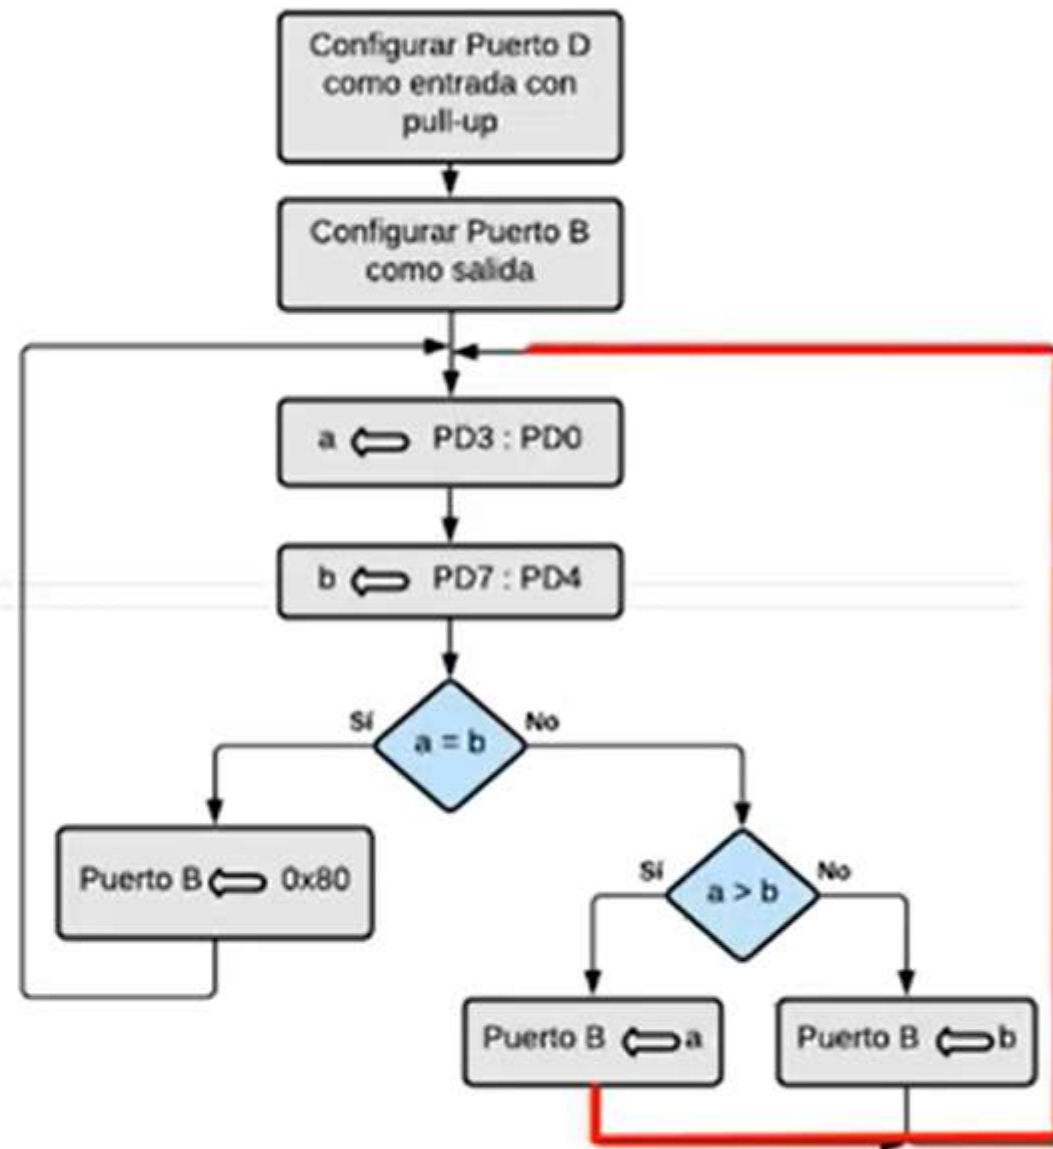 Configurar Puerto D
como entrada con
pull-up
Configurar Puerto B
como salida
a PD3 : PD0
b PD7 : PD4
Sí
a = b
No
Puerto B 0x80
Sí
a > b
No
Puerto B a
Puerto B b